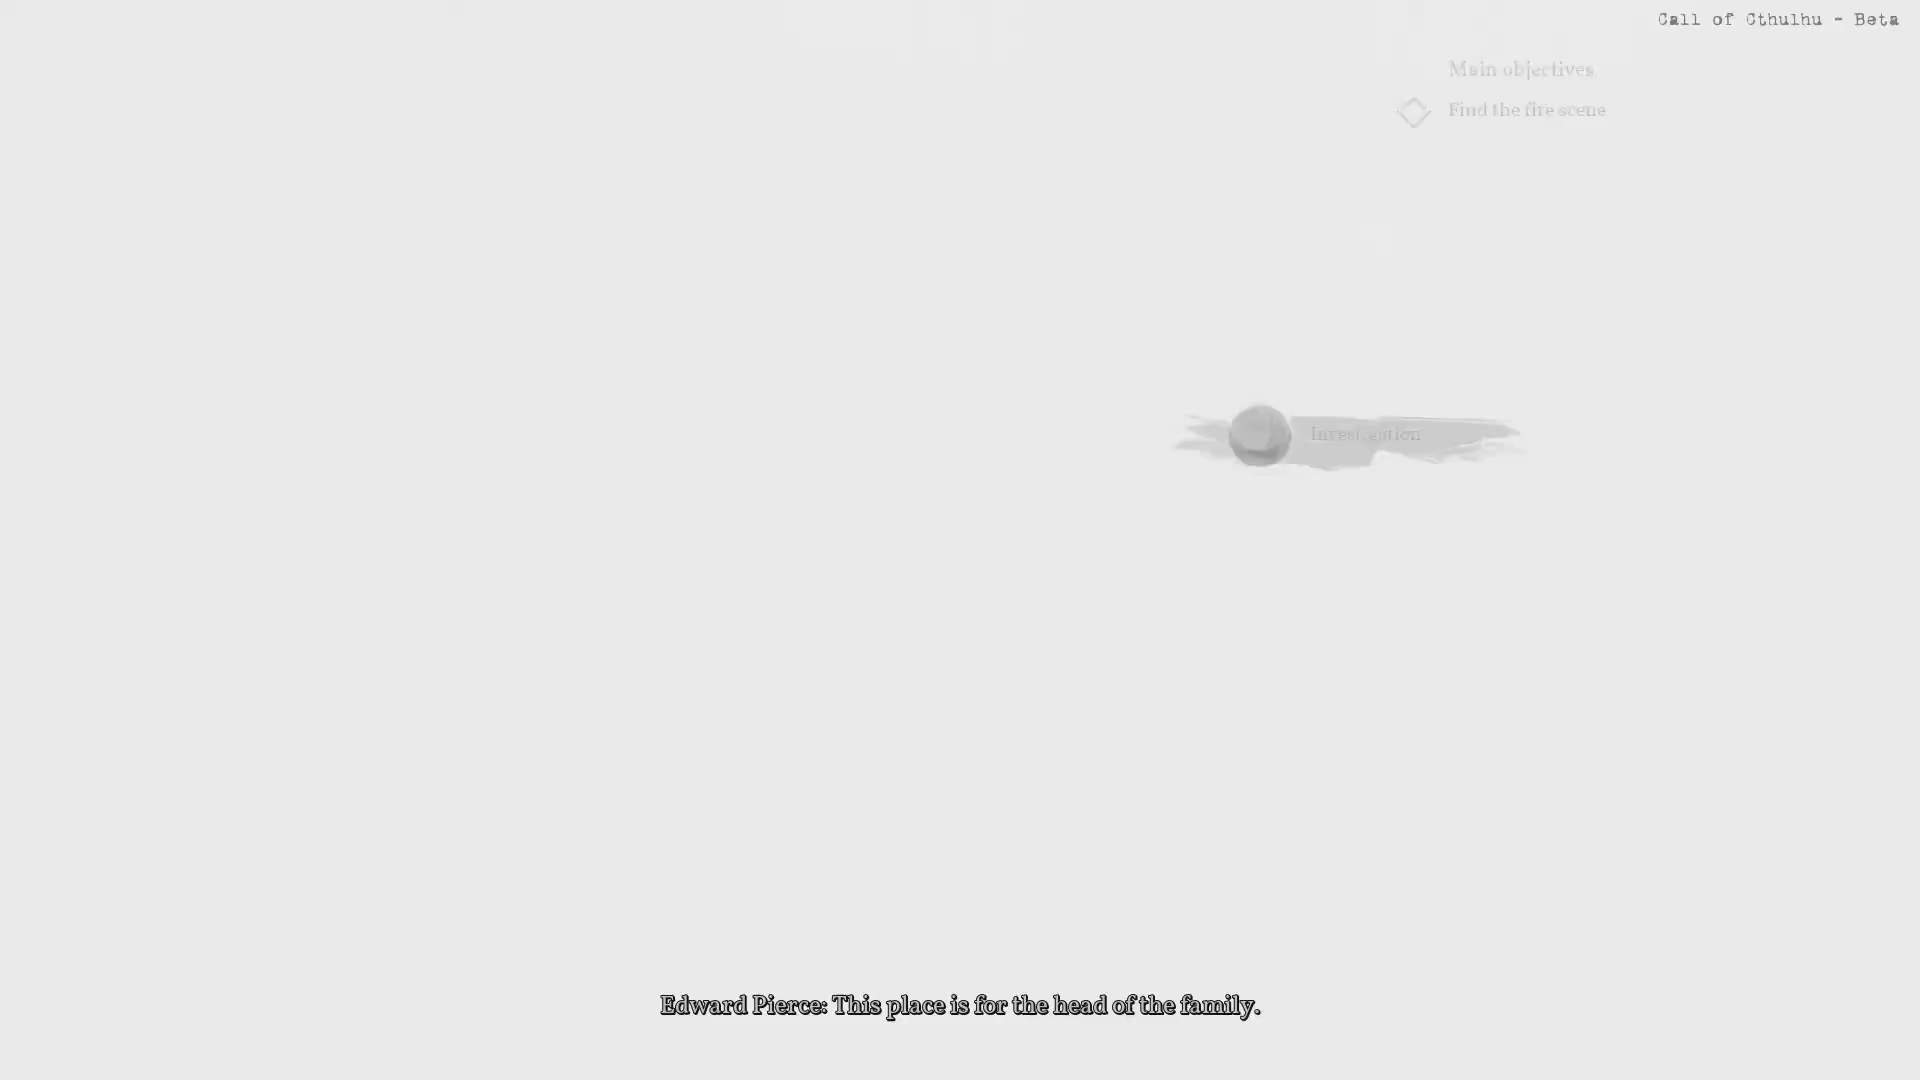 Call of Cthulhu - Beta
Main objectives
Find the fire scene
Investigation
Edward Pierce: This place is for the head of the family.